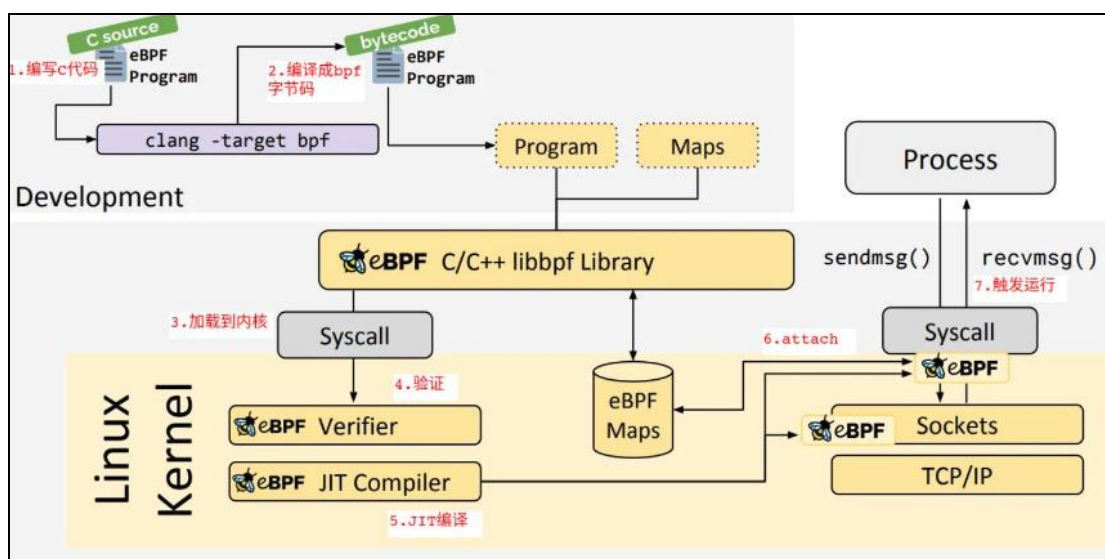 C source
eBPF
Program
1.编写C代码
bytecode
eBPF
Program
2.编译成bpf
字节码
clang -target bpf
Program
Maps
Process
Development
eBPF C/C++ libbpf Library
sendmsg()
recvmsg()
7.触发运行
3.加载到内核
Syscall
6.attach
Syscall
eBPF
4.验证
Linux
Kernel
eBPF Verifier
eBPF
Maps
eBPF
Sockets
eBPF JIT Compiler
TCP/IP
5.JIT编译